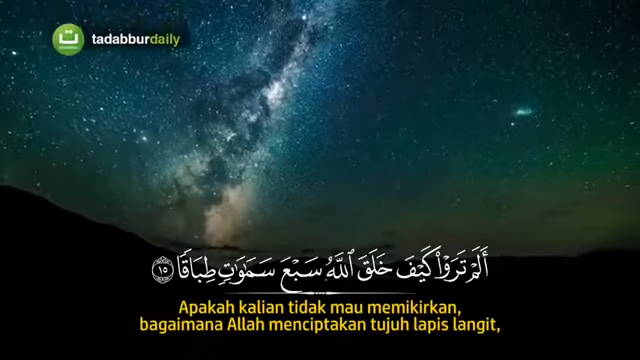 tadabburdaily
أَلَمْ تَرَوْا۟ كَيْفَ خَلَقَ ٱللَّهُ سَبْعَ سَمَـٰوَٰتٍ طِبَاقًا ١٥
Apakah kalian tidak mau memikirkan,
bagaimana Allah menciptakan tujuh lapis langit,